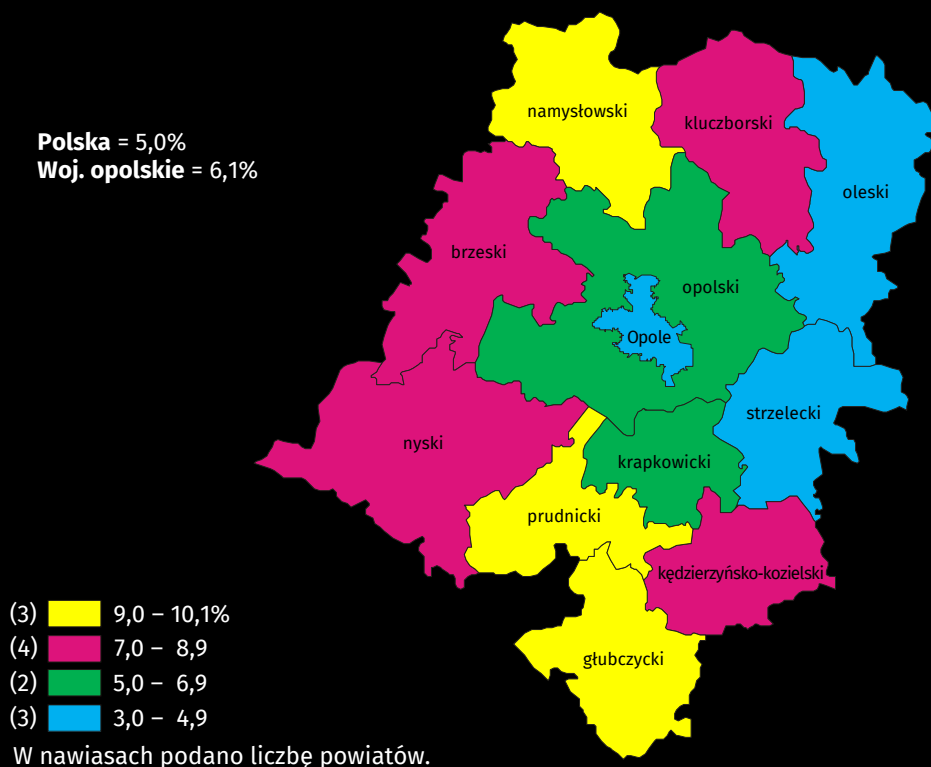 Polska = 5,0%
Woj. opolskie = 6,1%
namysłowski
kluczborski
oleski
brzeski
opolski
Opole
strzelecki
nyski
krapkowicki
prudnicki
kędzierzyńsko-kozielski
głubczycki
(3) 9,0 – 10,1%
(4) 7,0 – 8,9
(2) 5,0 – 6,9
(3) 3,0 – 4,9
W nawiasach podano liczbę powiatów.